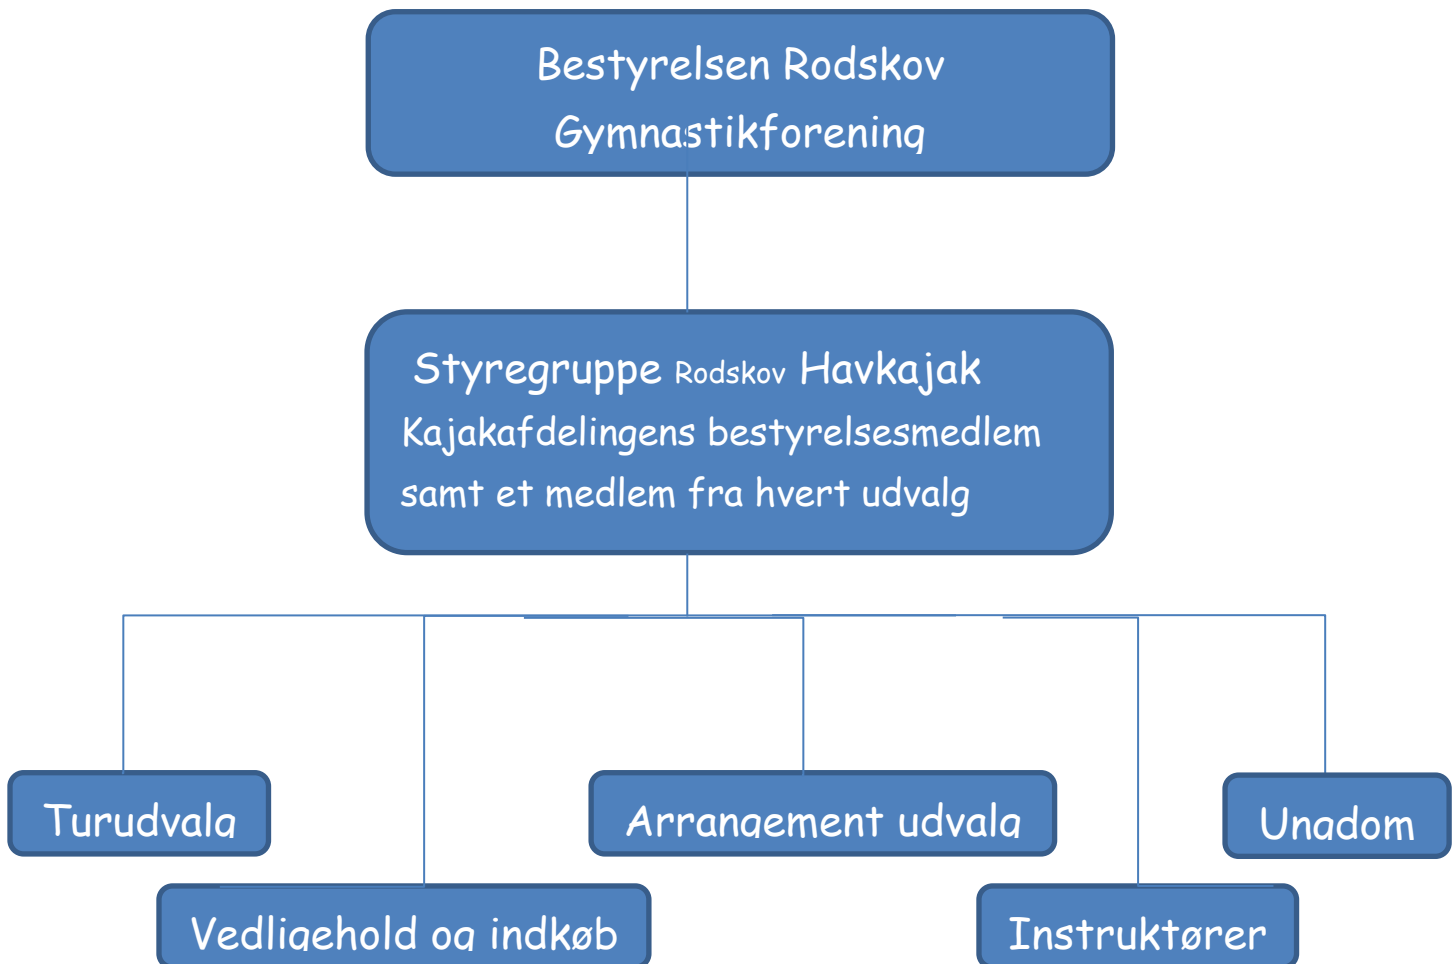 Bestyrelsen Rodskov
Gymnastikforening
Styregruppe Rodskov Havkajak
Kajakafdelingens bestyrelsesmedlem
samt et medlem fra hvert udvalg
Turudvalg
Arrangement udvalg
Ungdom
Vedligehold og indkøb
Instruktører